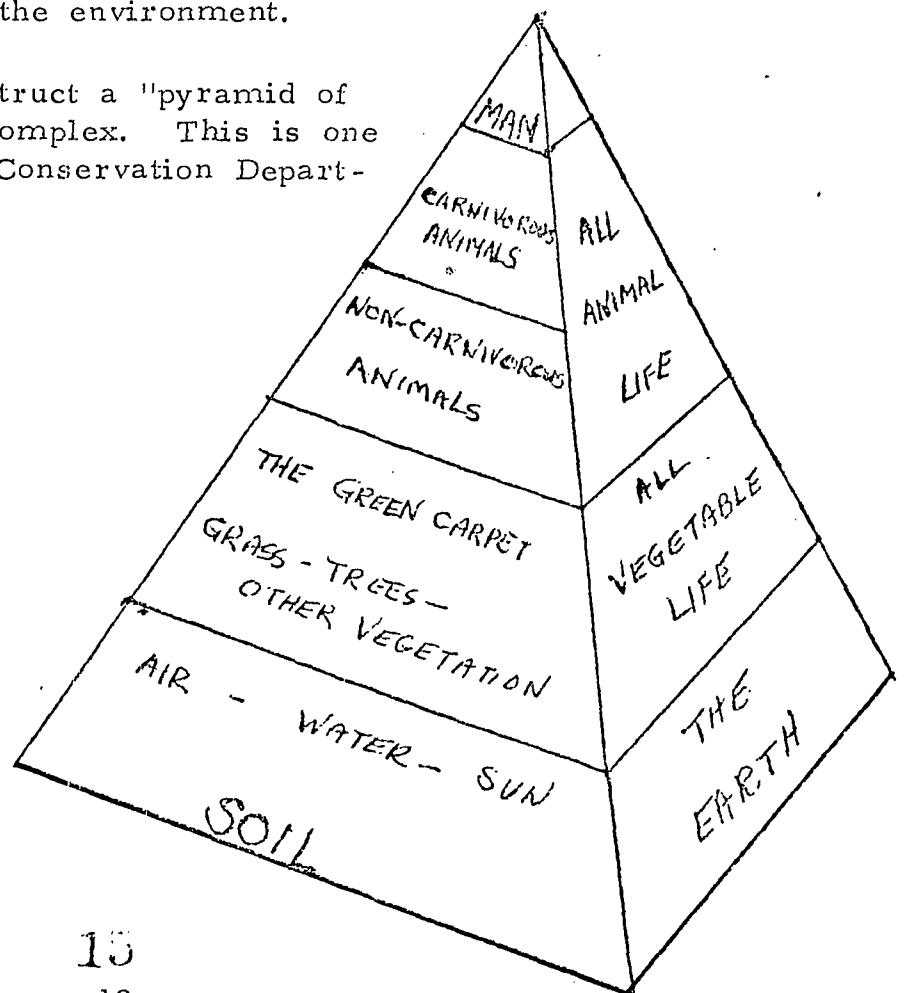 the environment.
truct a "pyramid of
omplex. This is one
Conservation Depart-
MAN
CARNIVOROUS
ANIMALS
NON-CARNIVOROUS
ANIMALS
THE GREEN CARPET
GRASS - TREES -
OTHER VEGETATION
AIR - WATER - SUN
SOIL
ALL
ANIMAL
LIFE
ALL
VEGETABLE
LIFE
THE
EARTH
15